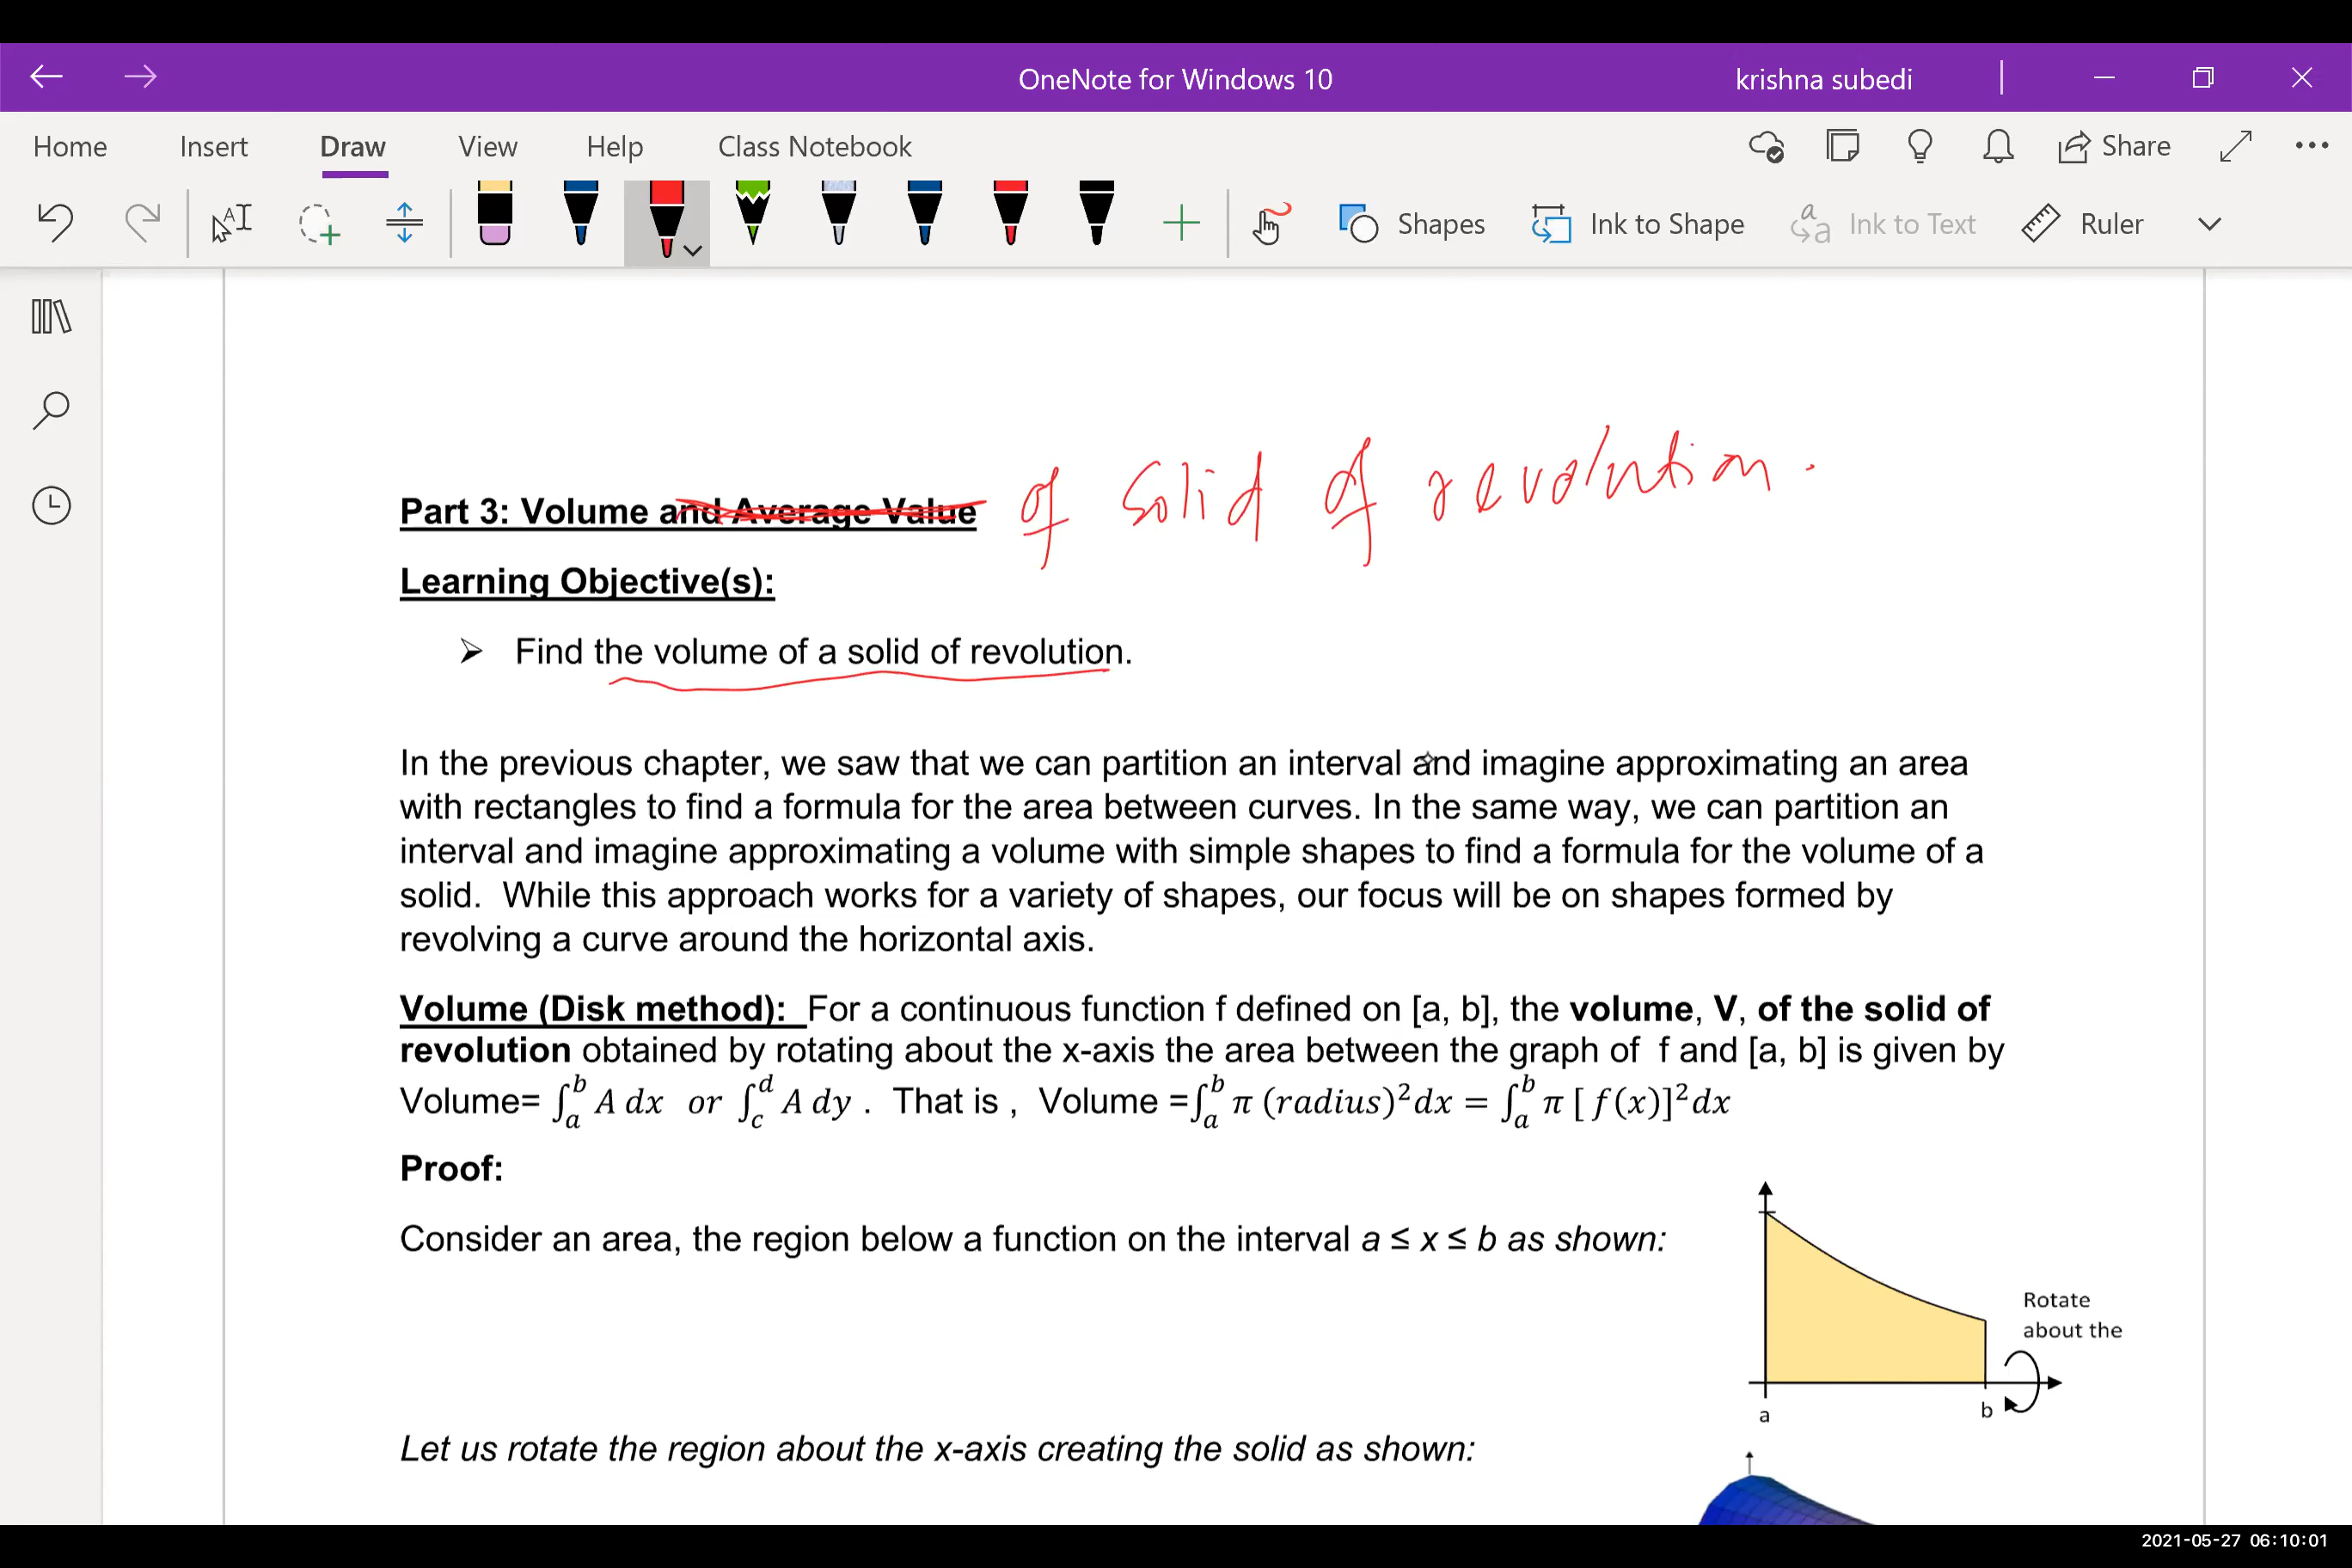 OneNote for Windows 10
krishna subedi
Home Insert Draw View Help Class Notebook Share
Shapes Ink to Shape Ink to Text Ruler
Part 3: Volume and Average Value of solid of revolution.
Learning Objective(s):
➢ Find the volume of a solid of revolution.
In the previous chapter, we saw that we can partition an interval and imagine approximating an area
with rectangles to find a formula for the area between curves. In the same way, we can partition an
interval and imagine approximating a volume with simple shapes to find a formula for the volume of a
solid. While this approach works for a variety of shapes, our focus will be on shapes formed by
revolving a curve around the horizontal axis.
Volume (Disk method): For a continuous function f defined on [a, b], the volume, V, of the solid of
revolution obtained by rotating about the x-axis the area between the graph of f and [a, b] is given by
Volume= ∫_a^b A dx or ∫_c^d A dy . That is , Volume =∫_a^b π (radius)²dx = ∫_a^b π [ f(x)]²dx
Proof:
Consider an area, the region below a function on the interval a ≤ x ≤ b as shown:
Rotate
about the
a b
Let us rotate the region about the x-axis creating the solid as shown:
2021-05-27 06:10:01